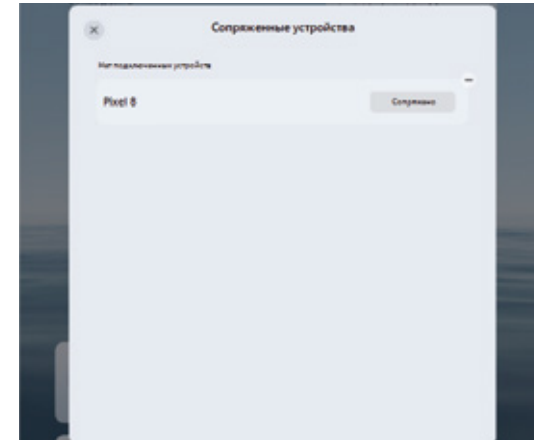 Сопряженные устройства
Нет подключенных устройств
Pixel 8
Сопряжено